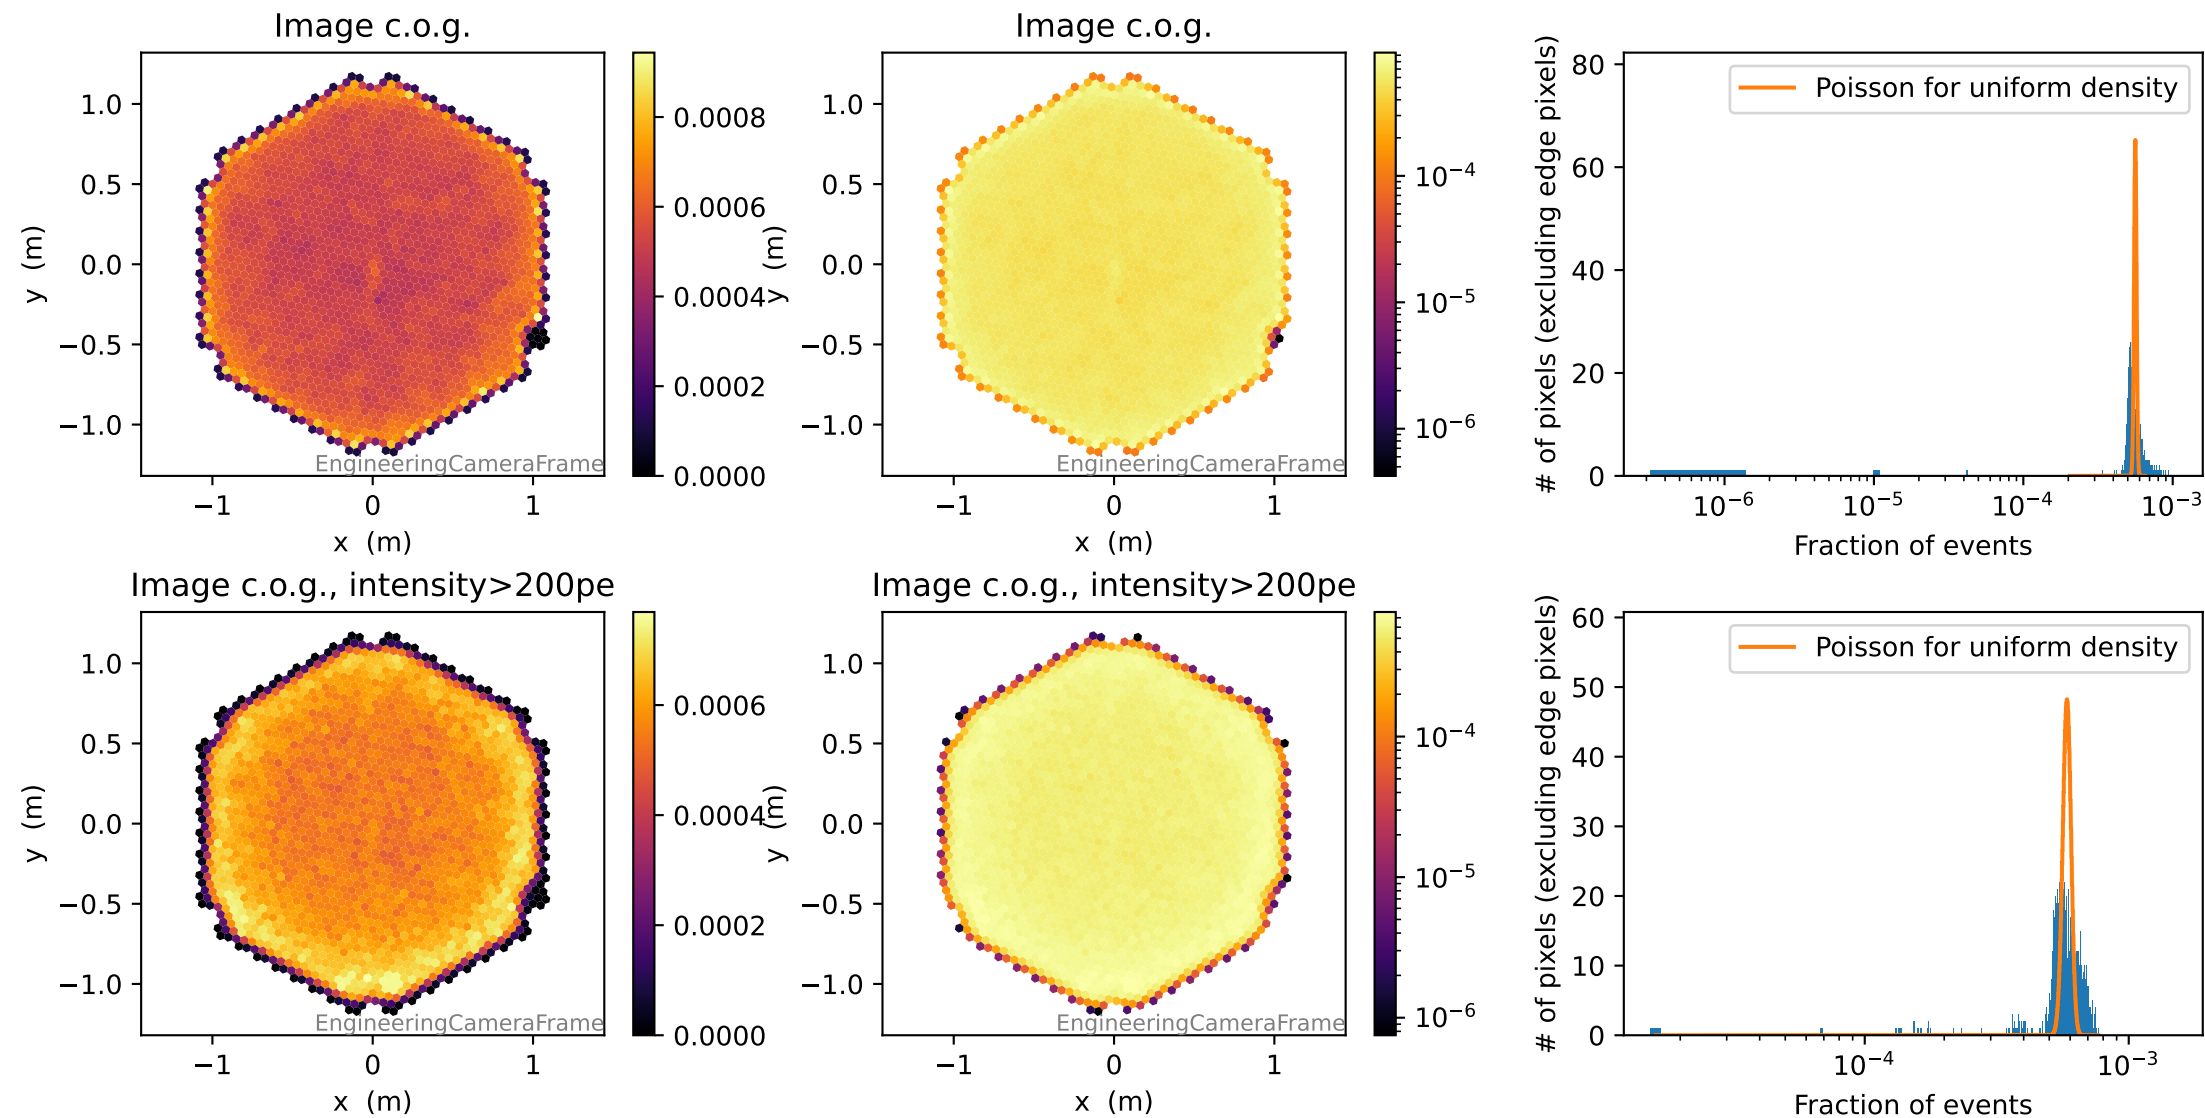 Image c.o.g.
1.0
0.5
0.0
−0.5
−1.0
y (m)
−1
0
1
x (m)
EngineeringCameraFrame
0.0008
0.0006
0.0004
0.0002
0.0000
Image c.o.g.
1.0
0.5
0.0
−0.5
−1.0
y (m)
−1
0
1
x (m)
EngineeringCameraFrame
10⁻⁴
10⁻⁵
10⁻⁶
80
60
40
20
0
# of pixels (excluding edge pixels)
Poisson for uniform density
10⁻⁶
10⁻⁵
10⁻⁴
10⁻³
Fraction of events
Image c.o.g., intensity>200pe
1.0
0.5
0.0
−0.5
−1.0
y (m)
−1
0
1
x (m)
EngineeringCameraFrame
0.0006
0.0004
0.0002
0.0000
Image c.o.g., intensity>200pe
1.0
0.5
0.0
−0.5
−1.0
y (m)
−1
0
1
x (m)
EngineeringCameraFrame
10⁻⁴
10⁻⁵
10⁻⁶
60
50
40
30
20
10
0
# of pixels (excluding edge pixels)
Poisson for uniform density
10⁻⁴
10⁻³
Fraction of events